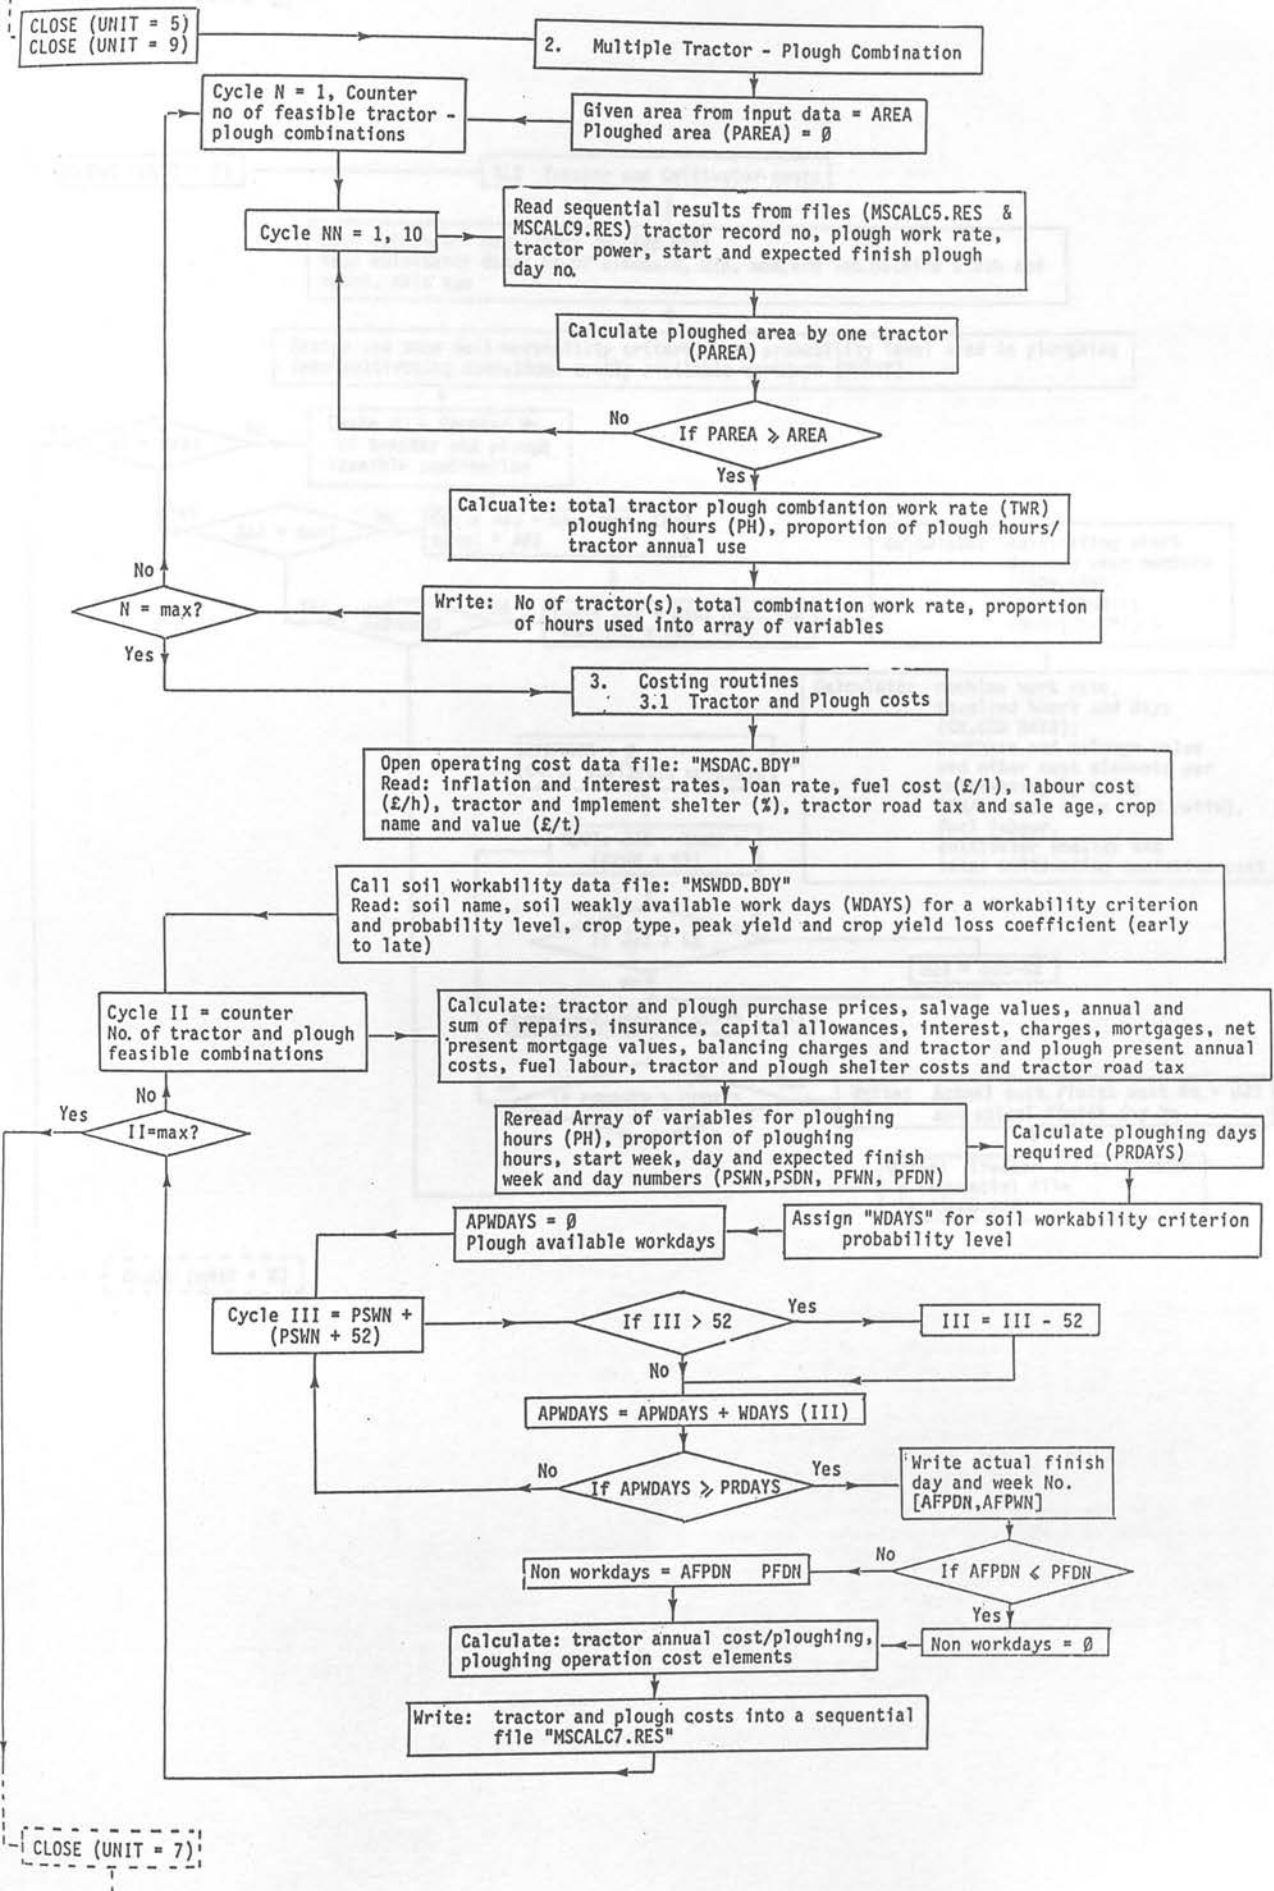 CLOSE (UNIT = 5)
CLOSE (UNIT = 9)
2. Multiple Tractor - Plough Combination
Given area from input data = AREA
Ploughed area (PAREA) = Ø
Cycle N = 1, Counter
no of feasible tractor -
plough combinations
Cycle NN = 1, 10
Read sequential results from files (MSCALC5.RES &
MSCALC9.RES) tractor record no, plough work rate,
tractor power, start and expected finish plough
day no.
Calculate ploughed area by one tractor
(PAREA)
If PAREA ⩾ AREA
No
Yes
Calcualte: total tractor plough combiantion work rate (TWR)
ploughing hours (PH), proportion of plough hours/
tractor annual use
Write: No of tractor(s), total combination work rate, proportion
of hours used into array of variables
N = max?
No
Yes
3. Costing routines
3.1 Tractor and Plough costs
Open operating cost data file: "MSDAC.BDY"
Read: inflation and interest rates, loan rate, fuel cost (£/l), labour cost
(£/h), tractor and implement shelter (%), tractor road tax and sale age, crop
name and value (£/t)
Call soil workability data file: "MSWDD.BDY"
Read: soil name, soil weakly available work days (WDAYS) for a workability criterion
and probability level, crop type, peak yield and crop yield loss coefficient (early
to late)
Cycle II = counter
No. of tractor and plough
feasible combinations
Calculate: tractor and plough purchase prices, salvage values, annual and
sum of repairs, insurance, capital allowances, interest, charges, mortgages, net
present mortgage values, balancing charges and tractor and plough present annual
costs, fuel labour, tractor and plough shelter costs and tractor road tax
No
Yes
II=max?
Reread Array of variables for ploughing
hours (PH), proportion of ploughing
hours, start week, day and expected finish
week and day numbers (PSWN,PSDN, PFWN, PFDN)
Calculate ploughing days
required (PRDAYS)
Assign "WDAYS" for soil workability criterion
probability level
APWDAYS = Ø
Plough available workdays
Cycle III = PSWN +
(PSWN + 52)
If III > 52
Yes
III = III - 52
No
APWDAYS = APWDAYS + WDAYS (III)
If APWDAYS ⩾ PRDAYS
No
Yes
Write actual finish
day and week No.
[AFPDN,AFPWN]
If AFPDN ⩽ PFDN
No
Non workdays = AFPDN PFDN
Yes
Non workdays = Ø
Calculate: tractor annual cost/ploughing,
ploughing operation cost elements
Write: tractor and plough costs into a sequential
file "MSCALC7.RES"
CLOSE (UNIT = 7)